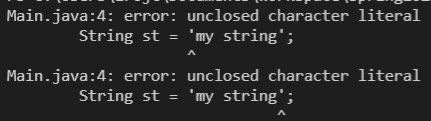 Main.java:4: error: unclosed character literal
String st = 'my string';
^
Main.java:4: error: unclosed character literal
String st = 'my string';
^